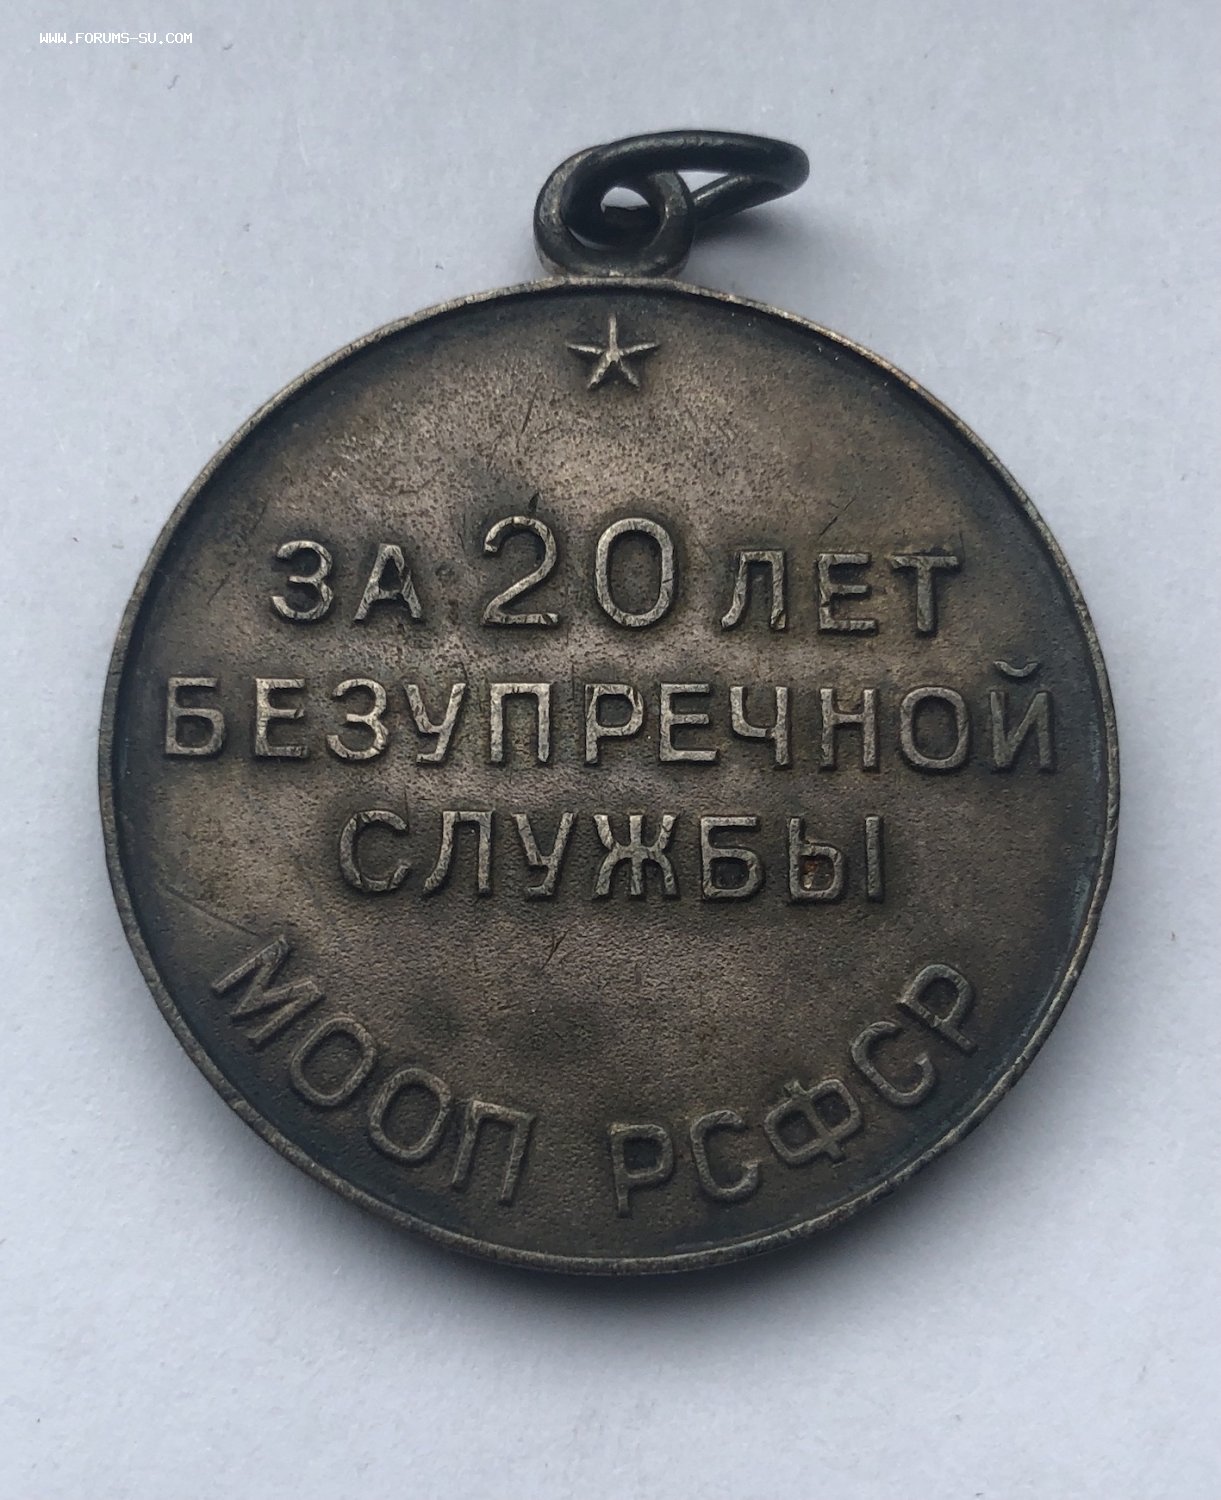 WWW.FORUMS-SU.COM
ЗА 20 ЛЕТ
БЕЗУПРЕЧНОЙ
СЛУЖБЫ
МООП РСФСР